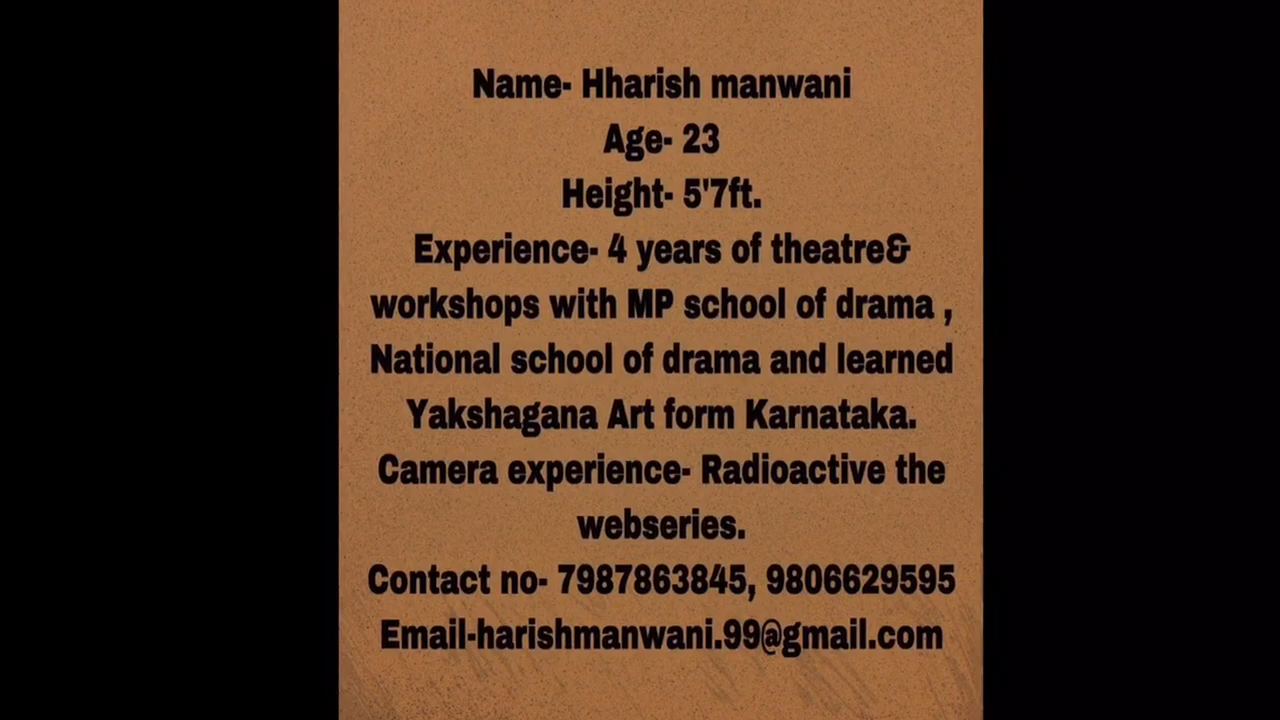 Name- Hharish manwani
Age- 23
Height- 5'7ft.
Experience- 4 years of theatre&
workshops with MP school of drama ,
National school of drama and learned
Yakshagana Art form Karnataka.
Camera experience- Radioactive the
webseries.
Contact no- 7987863845, 9806629595
Email-harishmanwani.99@gmail.com